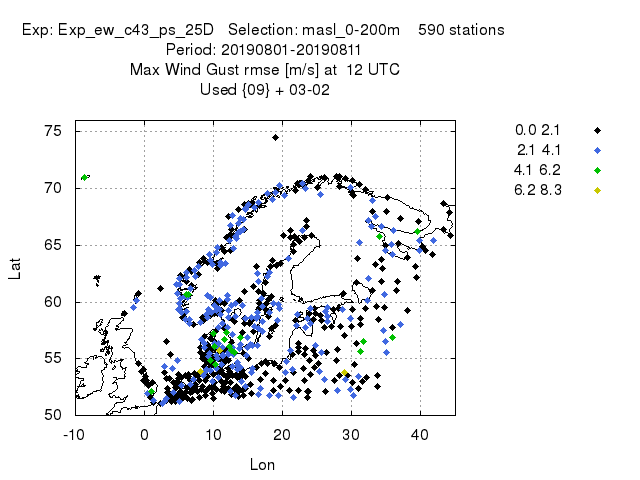 Exp: Exp_ew_c43_ps_25D   Selection: masl_0-200m    590 stations
Period: 20190801-20190811
Max Wind Gust rmse [m/s] at  12 UTC
Used {09} + 03-02
0.0 2.1
2.1 4.1
4.1 6.2
6.2 8.3
75
70
65
60
55
50
Lat
-10 0 10 20 30 40
Lon